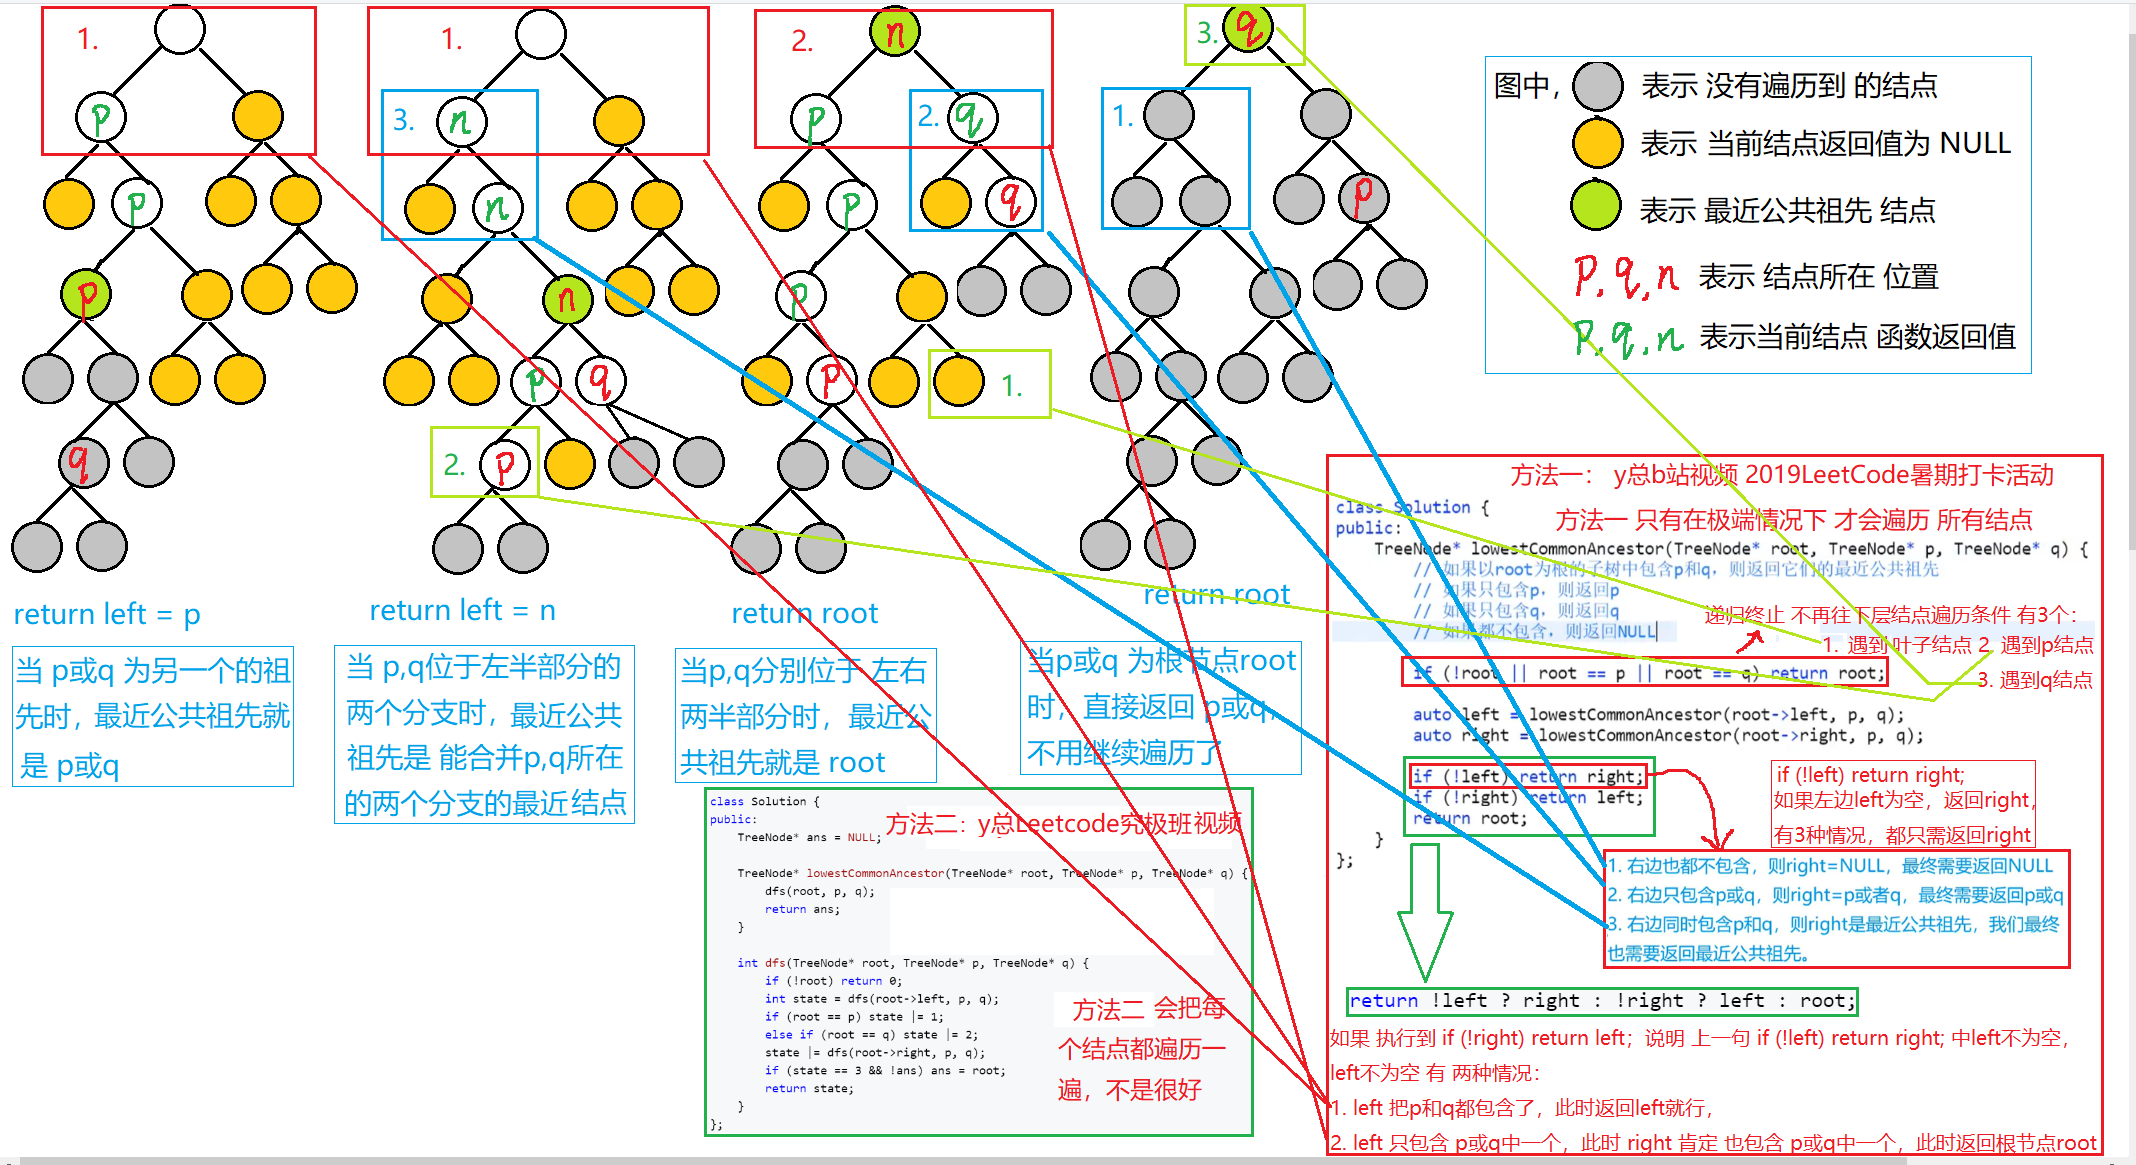 1.
p
p
p
q
return left = p
当 p或q 为另一个的祖
先时，最近公共祖先就
是 p或q
1.
3.
n
n
n
p
q
2.
p
return left = n
当 p,q位于左半部分的
两个分支时，最近公共
祖先是 能合并p,q所在
的两个分支的最近结点
2.
n
p
2.
q
p
q
p
p
1.
return root
当p,q分别位于 左右
两半部分时，最近公
共祖先就是 root
3.
q
1.
p
return root
当p或q 为根节点root
时，直接返回 p或q，
不用继续遍历了
图中，
表示 没有遍历到 的结点
表示 当前结点返回值为 NULL
表示 最近公共祖先 结点
p,q,n 表示 结点所在 位置
p,q,n 表示当前结点 函数返回值
方法二：y总Leetcode究极班视频
class Solution {
public:
TreeNode* ans = NULL;
TreeNode* lowestCommonAncestor(TreeNode* root, TreeNode* p, TreeNode* q) {
dfs(root, p, q);
return ans;
}
int dfs(TreeNode* root, TreeNode* p, TreeNode* q) {
if (!root) return 0;
int state = dfs(root->left, p, q);
if (root == p) state |= 1;
else if (root == q) state |= 2;
state |= dfs(root->right, p, q);
if (state == 3 && !ans) ans = root;
return state;
}
};
方法二 会把每
个结点都遍历一
遍，不是很好
方法一： y总b站视频 2019LeetCode暑期打卡活动
方法一 只有在极端情况下 才会遍历 所有结点
class Solution {
public:
TreeNode* lowestCommonAncestor(TreeNode* root, TreeNode* p, TreeNode* q) {
// 如果以root为根的子树中包含p和q，则返回它们的最近公共祖先
// 如果只包含p，则返回p
// 如果只包含q，则返回q
// 如果都不包含，则返回NULL
递归终止 不再往下层结点遍历条件 有3个：
1. 遇到 叶子结点 2. 遇到p结点
3. 遇到q结点
if (!root || root == p || root == q) return root;
auto left = lowestCommonAncestor(root->left, p, q);
auto right = lowestCommonAncestor(root->right, p, q);
if (!left) return right;
if (!right) return left;
return root;
}
};
if (!left) return right;
如果左边left为空，返回right，
有3种情况，都只需返回right
1. 右边也都不包含，则right=NULL，最终需要返回NULL
2. 右边只包含p或q，则right=p或者q，最终需要返回p或q
3. 右边同时包含p和q，则right是最近公共祖先，我们最终
也需要返回最近公共祖先。
return !left ? right : !right ? left : root;
如果 执行到 if (!right) return left；说明 上一句 if (!left) return right; 中left不为空，
left不为空 有 两种情况：
1. left 把p和q都包含了，此时返回left就行，
2. left 只包含 p或q中一个，此时 right 肯定 也包含 p或q中一个，此时返回根节点root